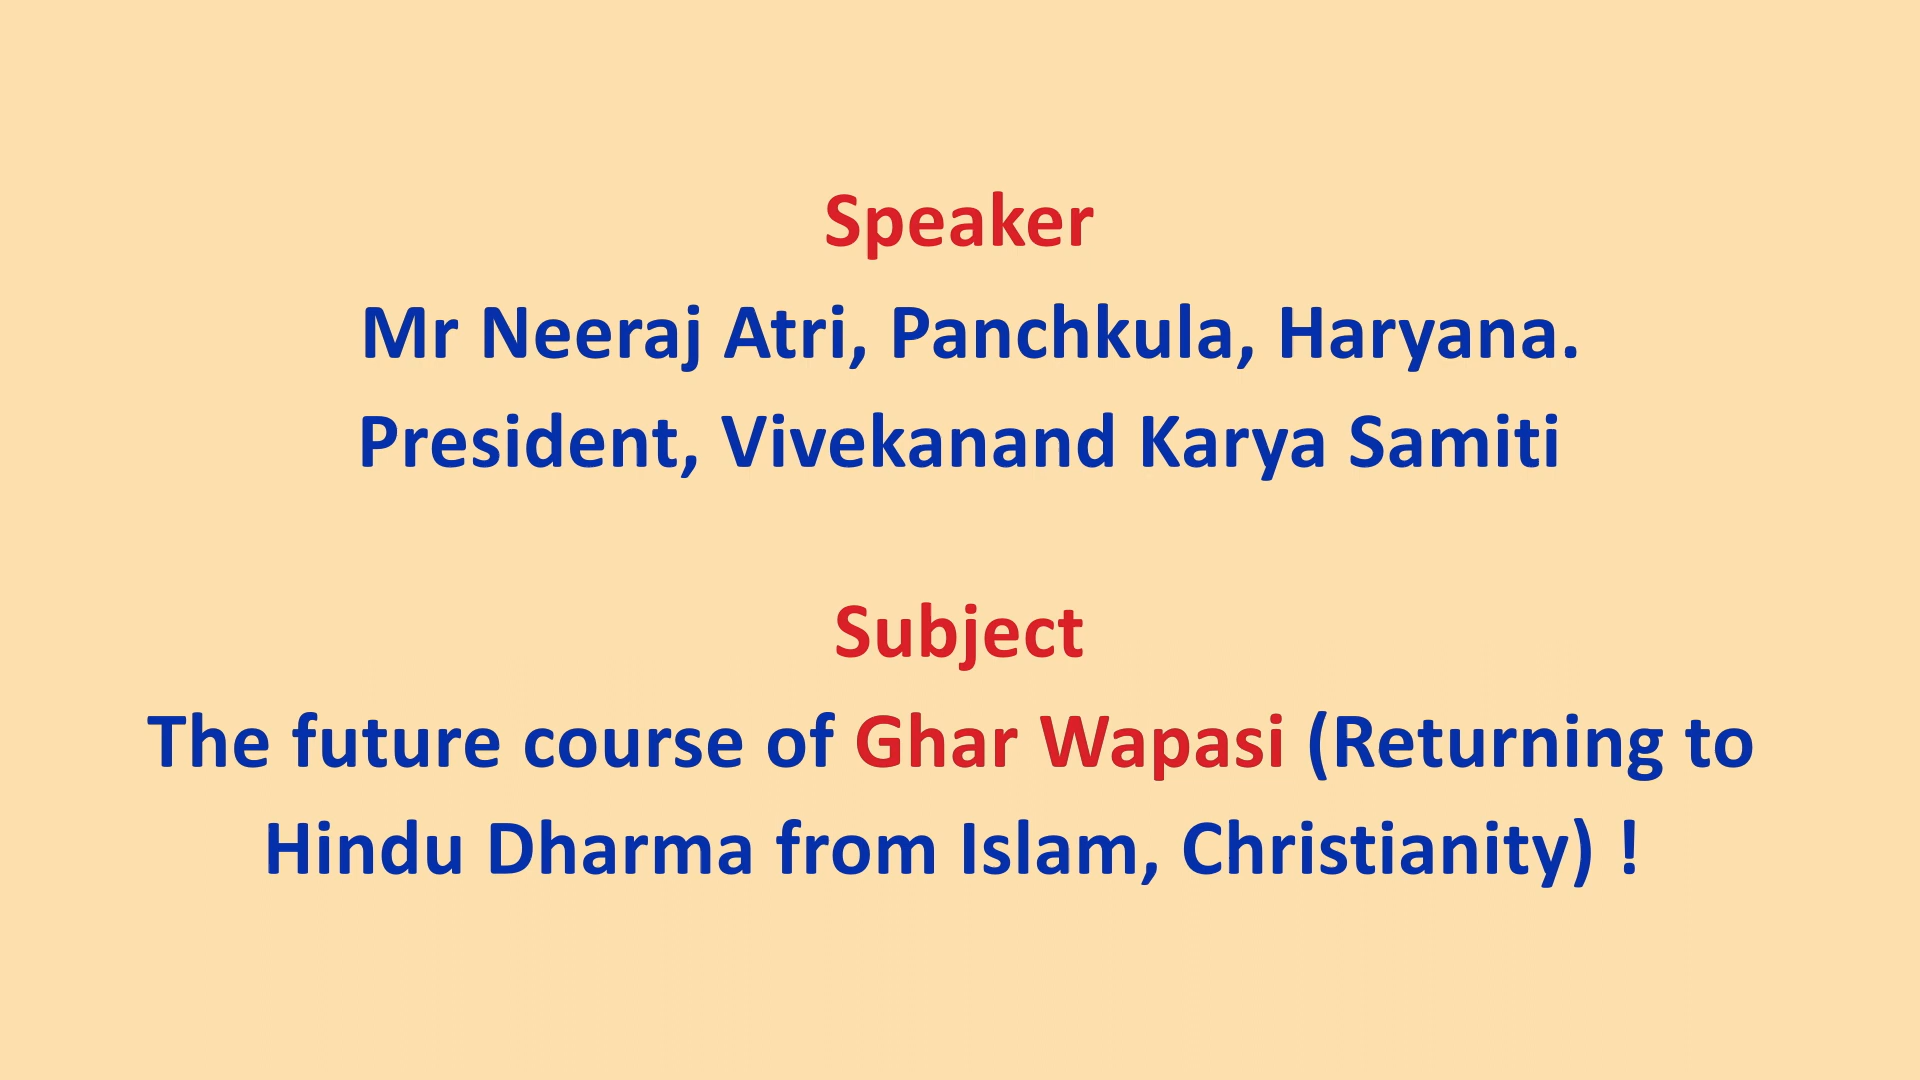 Speaker
Mr Neeraj Atri, Panchkula, Haryana.
President, Vivekanand Karya Samiti
Subject
The future course of Ghar Wapasi (Returning to
Hindu Dharma from Islam, Christianity) !